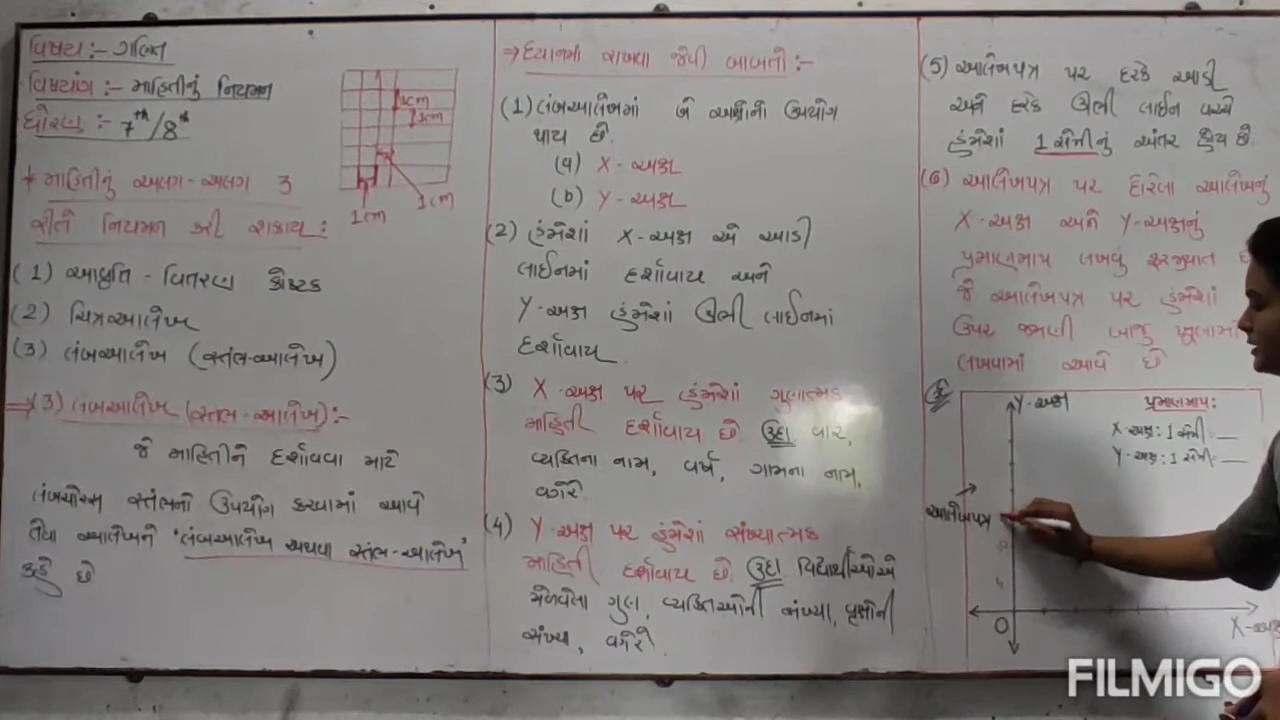 વિષય :- ગણિત
વિષયાંગ :- માહિતીનું નિયમન
ધોરણ :- 7th/8th
* માહિતીનું અલગ-અલગ 3
રીતે નિયમન કરી શકાય :
(1) આવૃત્તિ - વિતરણ કોષ્ટક
(2) ચિત્રઆલેખ
(3) લંબઆલેખ (સ્તંભ-આલેખ)
1cm
1cm
1cm
1cm
⇒ 3) લંબઆલેખ (સ્તંભ-આલેખ) :-
જે માહિતીને દર્શાવવા માટે
લંબચોરસ સ્તંભનો ઉપયોગ કરવામાં આવે
તેવા આલેખને 'લંબઆલેખ અથવા સ્તંભ-આલેખ'
કહે છે
⇒ ધ્યાનમાં રાખવા જેવી બાબતો :-
(1) લંબઆલેખમાં બે અક્ષોનો ઉપયોગ
થાય છે.
(a) X - અક્ષ
(b) Y - અક્ષ
(2) હંમેશાં X-અક્ષ એ આડી
લાઈનમાં દર્શાવાય અને
Y-અક્ષ હંમેશાં ઊભી લાઈનમાં
દર્શાવાય.
(3) X-અક્ષ પર હંમેશાં ગુણાત્મક
માહિતી દર્શાવાય છે. ઉદા. વાર,
વ્યક્તિના નામ, વર્ષ, ગામના નામ,
વગેરે.
(4) Y-અક્ષ પર હંમેશાં સંખ્યાત્મક
માહિતી દર્શાવાય છે. ઉદા. વિદ્યાર્થીઓએ
મેળવેલા ગુણ, વ્યક્તિઓની સંખ્યા, વૃક્ષોની
સંખ્યા, વગેરે.
(5) આલેખપત્ર પર દરેક આડી
અને દરેક ઊભી લાઈન વચ્ચે
હંમેશાં 1 સેમીનું અંતર હોય છે.
(6) આલેખપત્ર પર દોરેલા આલેખનું
X-અક્ષ અને Y-અક્ષનું
પ્રમાણમાપ લખવું ફરજીયાત છે
જે આલેખપત્ર પર હંમેશાં
ઉપર જમણી બાજુ ખૂણામાં
લખવામાં આવે છે
Y-અક્ષ
પ્રમાણમાપ :
X-અક્ષ : 1 સેમી
Y-અક્ષ : 1 સેમી
આલેખપત્ર
O
X-અક્ષ
FILMIGO